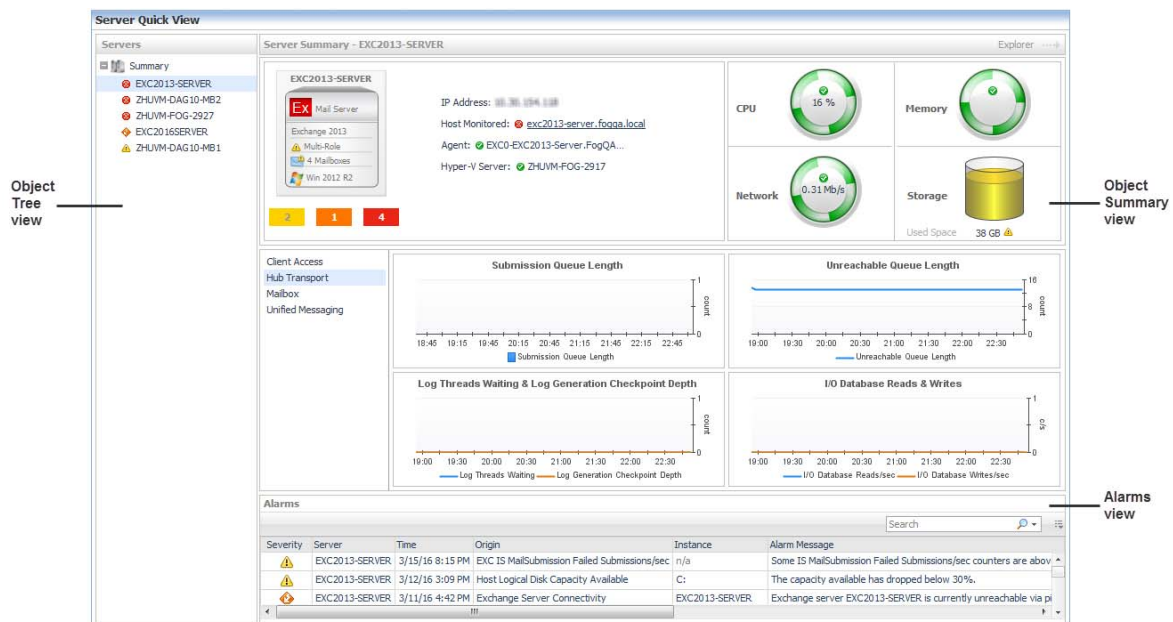 Server Quick View
Servers
Summary
EXC2013-SERVER
ZHUVM-DAG10-MB2
ZHUVM-FOG-2927
EXC2016SERVER
ZHUVM-DAG10-MB1
Object
Tree
view
Server Summary - EXC2013-SERVER
Explorer
EXC2013-SERVER
Ex Mail Server
Exchange 2013
Multi-Role
4 Mailboxes
Win 2012 R2
2 1 4
IP Address:
Host Monitored: exc2013-server.fogqa.local
Agent: EXC0-EXC2013-Server.FogQA...
Hyper-V Server: ZHUVM-FOG-2917
CPU
16 %
Memory
Network
0.31 Mb/s
Storage
Used Space 38 GB
Object
Summary
view
Client Access
Hub Transport
Mailbox
Unified Messaging
Submission Queue Length
1
count
0
18:45 19:15 19:45 20:15 20:45 21:15 21:45 22:15 22:45
Submission Queue Length
Unreachable Queue Length
16
8
count
0
19:00 19:30 20:00 20:30 21:00 21:30 22:00 22:30
Unreachable Queue Length
Log Threads Waiting & Log Generation Checkpoint Depth
1
count
0
19:00 19:30 20:00 20:30 21:00 21:30 22:00 22:30
Log Threads Waiting Log Generation Checkpoint Depth
I/O Database Reads & Writes
1
c/s
0
19:00 19:30 20:00 20:30 21:00 21:30 22:00 22:30
I/O Database Reads/sec I/O Database Writes/sec
Alarms
Alarms
view
Search
Severity Server Time Origin Instance Alarm Message
EXC2013-SERVER 3/15/16 8:15 PM EXC IS MailSubmission Failed Submissions/sec n/a Some IS MailSubmission Failed Submissions/sec counters are abov
EXC2013-SERVER 3/12/16 3:09 PM Host Logical Disk Capacity Available C: The capacity available has dropped below 30%.
EXC2013-SERVER 3/11/16 4:42 PM Exchange Server Connectivity EXC2013-SERVER Exchange server EXC2013-SERVER is currently unreachable via pi